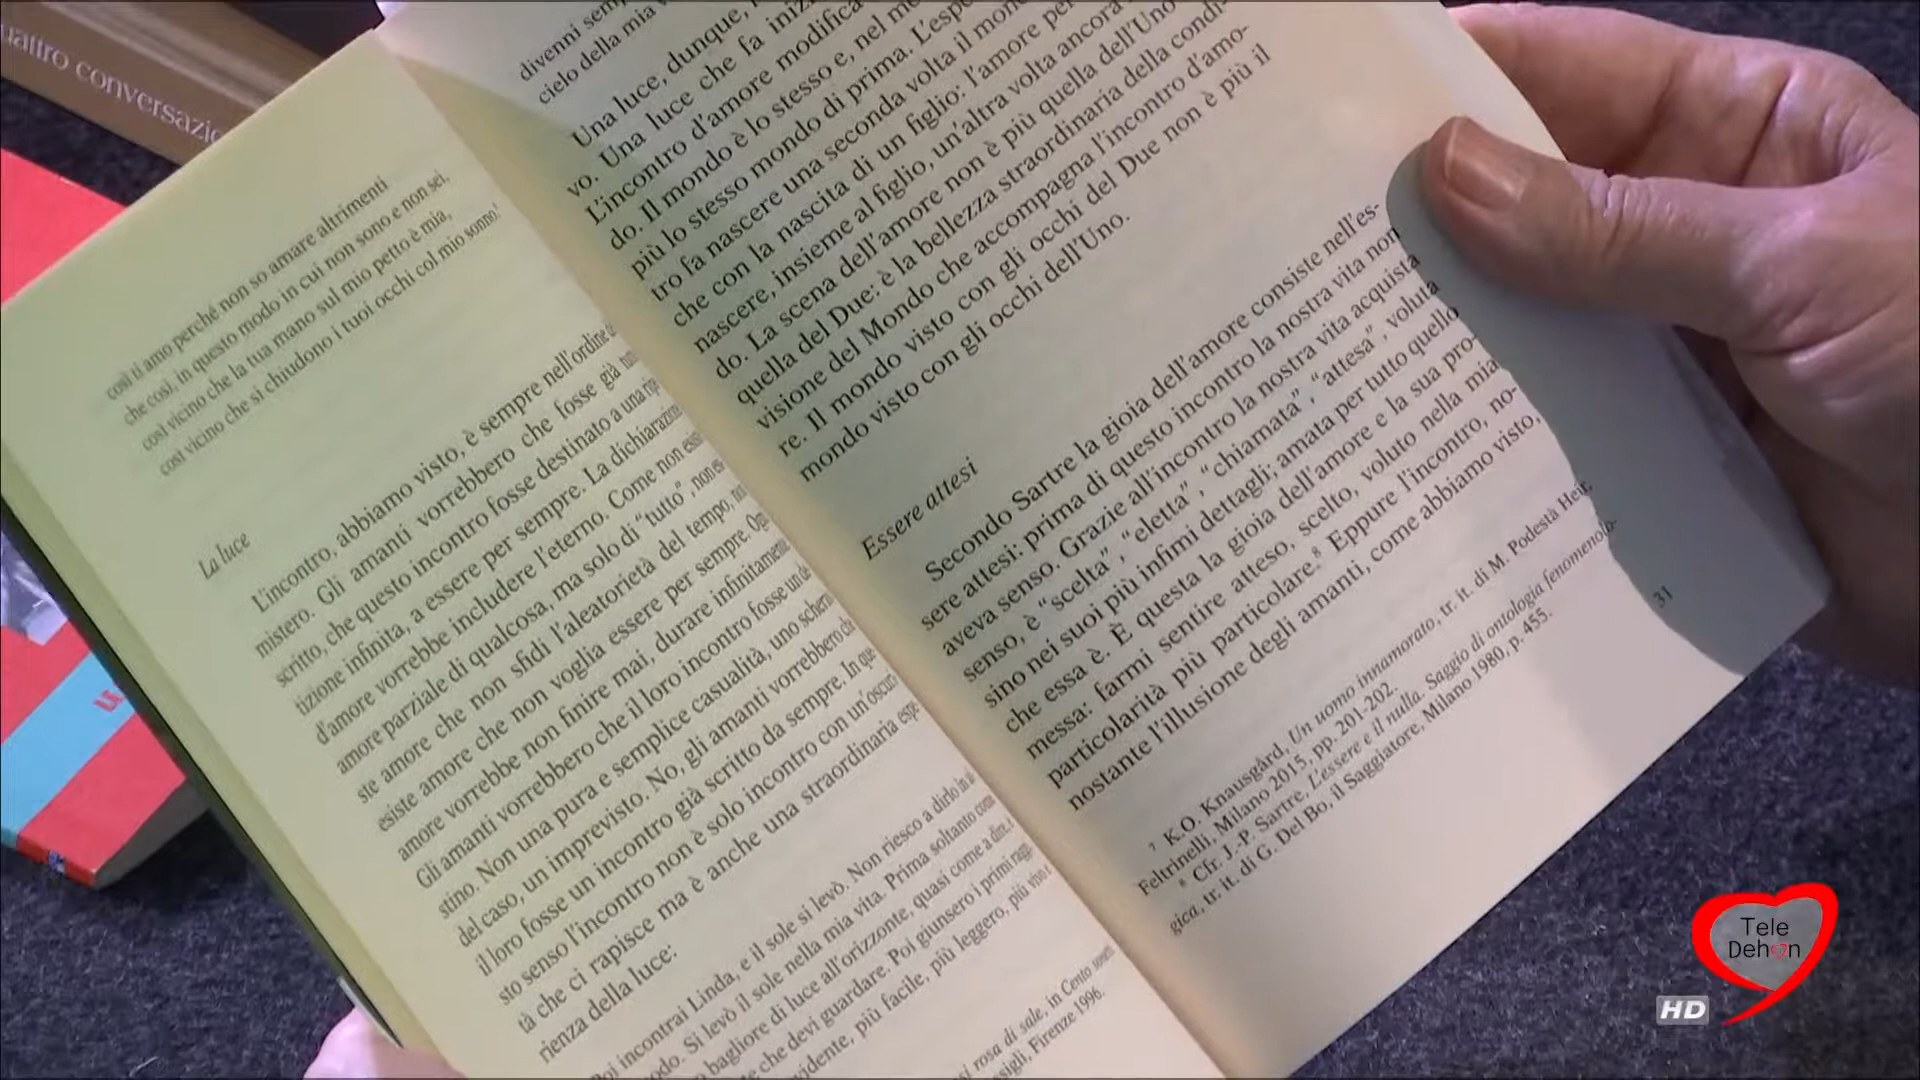 uattro conversazio
così ti amo perché non so amare altrimenti
che così, in questo modo in cui non sono e non sei,
così vicino che la tua mano sul mio petto è mia,
così vicino che si chiudono i tuoi occhi col mio sonno.
La luce
L'incontro, abbiamo visto, è sempre nell'ordine
mistero. Gli amanti vorrebbero che fosse già
scritto, che questo incontro fosse destinato a una
tizione infinita, a essere per sempre. La dichiarazione
d'amore vorrebbe includere l'eterno. Come non
amore parziale di qualcosa, ma solo di "tutto", non
ste amore che non sfidi l'aleatorietà del tempo,
esiste amore che non voglia essere per sempre.
amore vorrebbe non finire mai, durare infinitamente
Gli amanti vorrebbero che il loro incontro fosse un
stino. Non una pura e semplice casualità, uno
del caso, un imprevisto. No, gli amanti vorrebbero
il loro fosse un incontro già scritto da sempre. In
sto senso l'incontro non è solo incontro con un'oscuri
tà che ci rapisce ma è anche una straordinaria espe
rienza della luce:
oi incontrai Linda, e il sole si levò. Non riesco a dirlo in
odo. Si levò il sole nella mia vita. Prima soltanto
bagliore di luce all'orizzonte, quasi come a dire:
che devi guardare. Poi giunsero i primi
vidente, più facile, più leggero, più vivo
rosa di sale, in Cento
ssigli, Firenze 1996.
divenni sem
cielo della mia v
Una luce, dunque,
vo. Una luce che fa iniz
L'incontro d'amore modifica
do. Il mondo è lo stesso e, nel me
più lo stesso mondo di prima. L'espe
tro fa nascere una seconda volta il mon
che con la nascita di un figlio: l'amore per
nascere, insieme al figlio, un'altra volta ancora
do. La scena dell'amore non è più quella dell'Uno
quella del Due: è la bellezza straordinaria della condi-
visione del Mondo che accompagna l'incontro d'amo-
re. Il mondo visto con gli occhi del Due non è più il
mondo visto con gli occhi dell'Uno.
Essere attesi
Secondo Sartre la gioia dell'amore consiste nell'es-
sere attesi: prima di questo incontro la nostra vita non
aveva senso. Grazie all'incontro la nostra vita acquista
senso, è "scelta", "eletta", "chiamata", "attesa", voluta
sino nei suoi più infimi dettagli; amata per tutto quello
che essa è. È questa la gioia dell'amore e la sua pro-
messa: farmi sentire atteso, scelto, voluto nella mia
particolarità più particolare.⁸ Eppure l'incontro, no-
nostante l'illusione degli amanti, come abbiamo visto,
⁷ K.O. Knausgård, Un uomo innamorato, tr. it. di M. Podestà Heir,
Feltrinelli, Milano 2015, pp. 201-202.
⁸ Cfr. J.-P. Sartre, L'essere e il nulla. Saggio di ontologia fenomenolo-
gica, tr. it. di G. Del Bo, il Saggiatore, Milano 1980, p. 455.
31
Tele
Dehon
HD